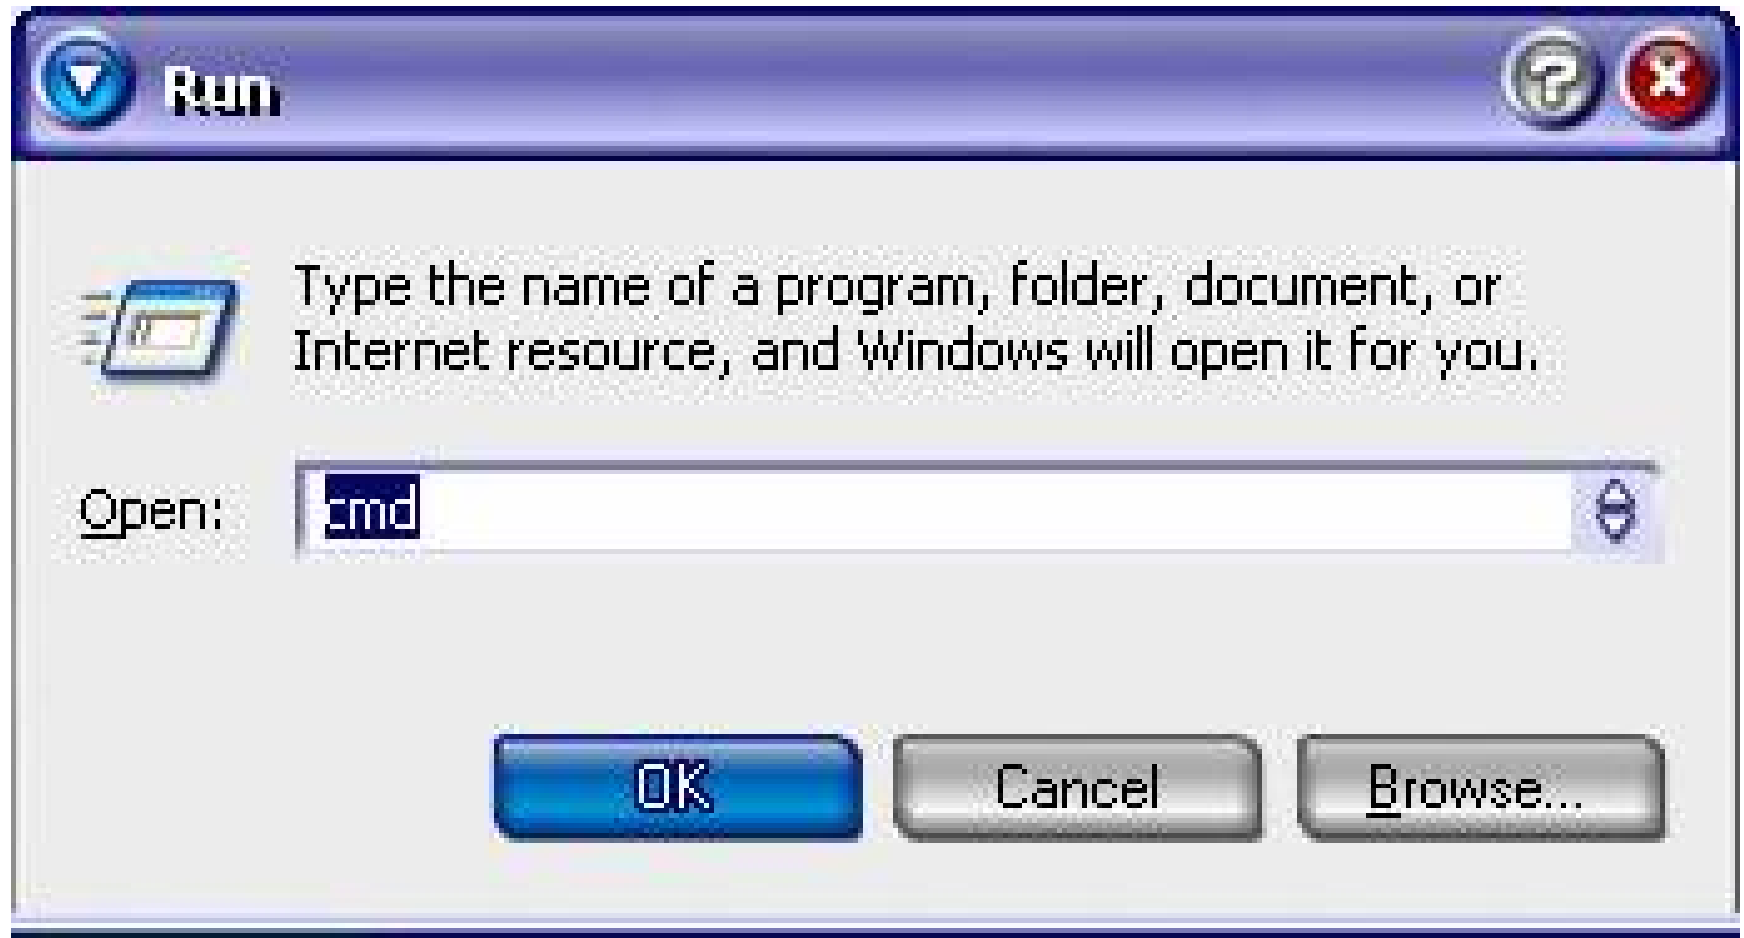 Run
Type the name of a program, folder, document, or
Internet resource, and Windows will open it for you.
Open: cmd
OK Cancel Browse...